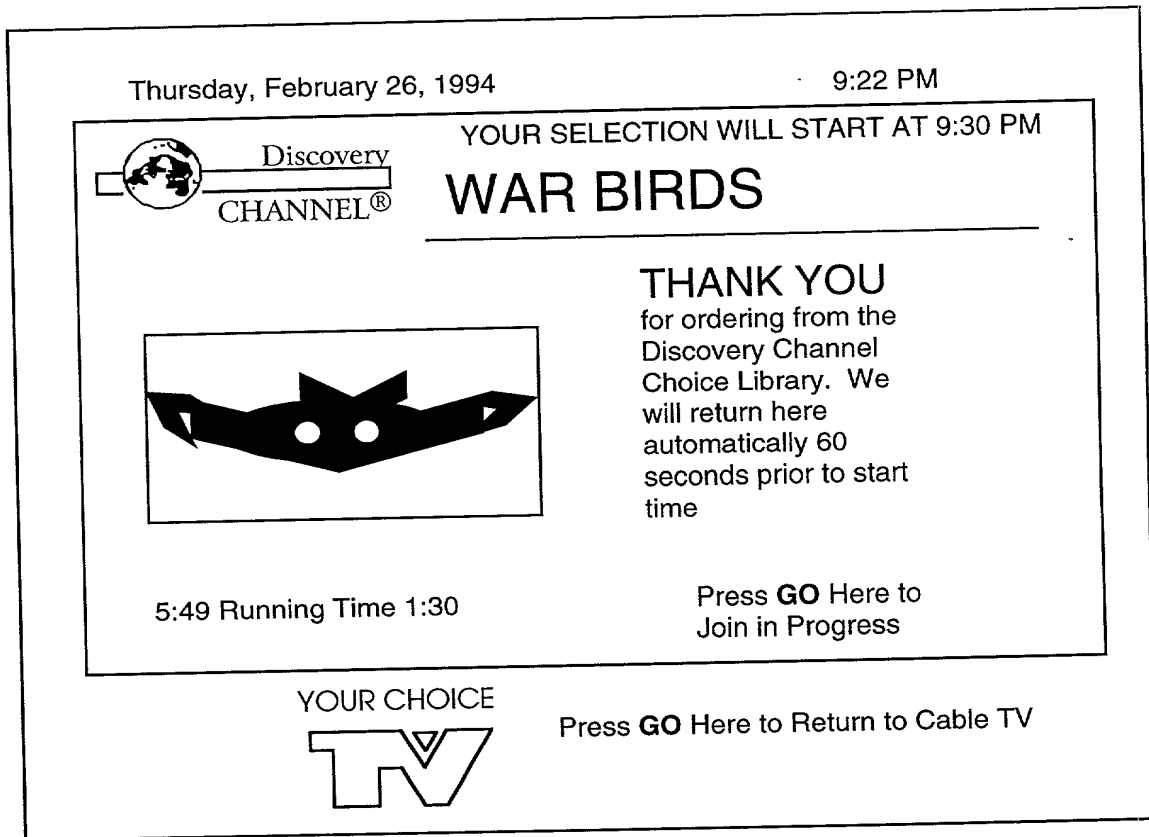 Thursday, February 26, 1994 9:22 PM
YOUR SELECTION WILL START AT 9:30 PM
Discovery
CHANNEL®
WAR BIRDS
THANK YOU
for ordering from the
Discovery Channel
Choice Library. We
will return here
automatically 60
seconds prior to start
time
5:49 Running Time 1:30
Press GO Here to
Join in Progress
YOUR CHOICE
TV
Press GO Here to Return to Cable TV